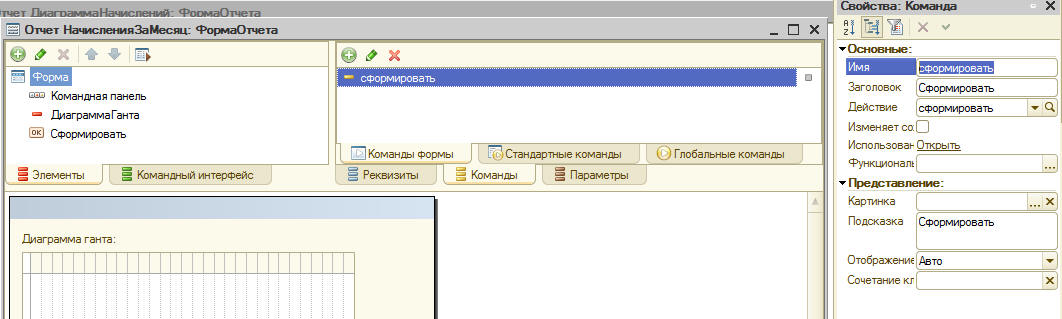 Отчет ДиаграммаНачислений: ФормаОтчета
Отчет НачисленияЗаМесяц: ФормаОтчета
Форма
Командная панель
ДиаграммаГанта
OK Сформировать
Элементы
Командный интерфейс
сформировать
Команды формы
Стандартные команды
Глобальные команды
Реквизиты
Команды
Параметры
Диаграмма ганта:
Свойства: Команда
Основные:
Имя сформировать
Заголовок Сформировать
Действие сформировать
Изменяет со
Использован Открыть
Функционалы
Представление:
Картинка
Подсказка Сформировать
Отображение Авто
Сочетание кл